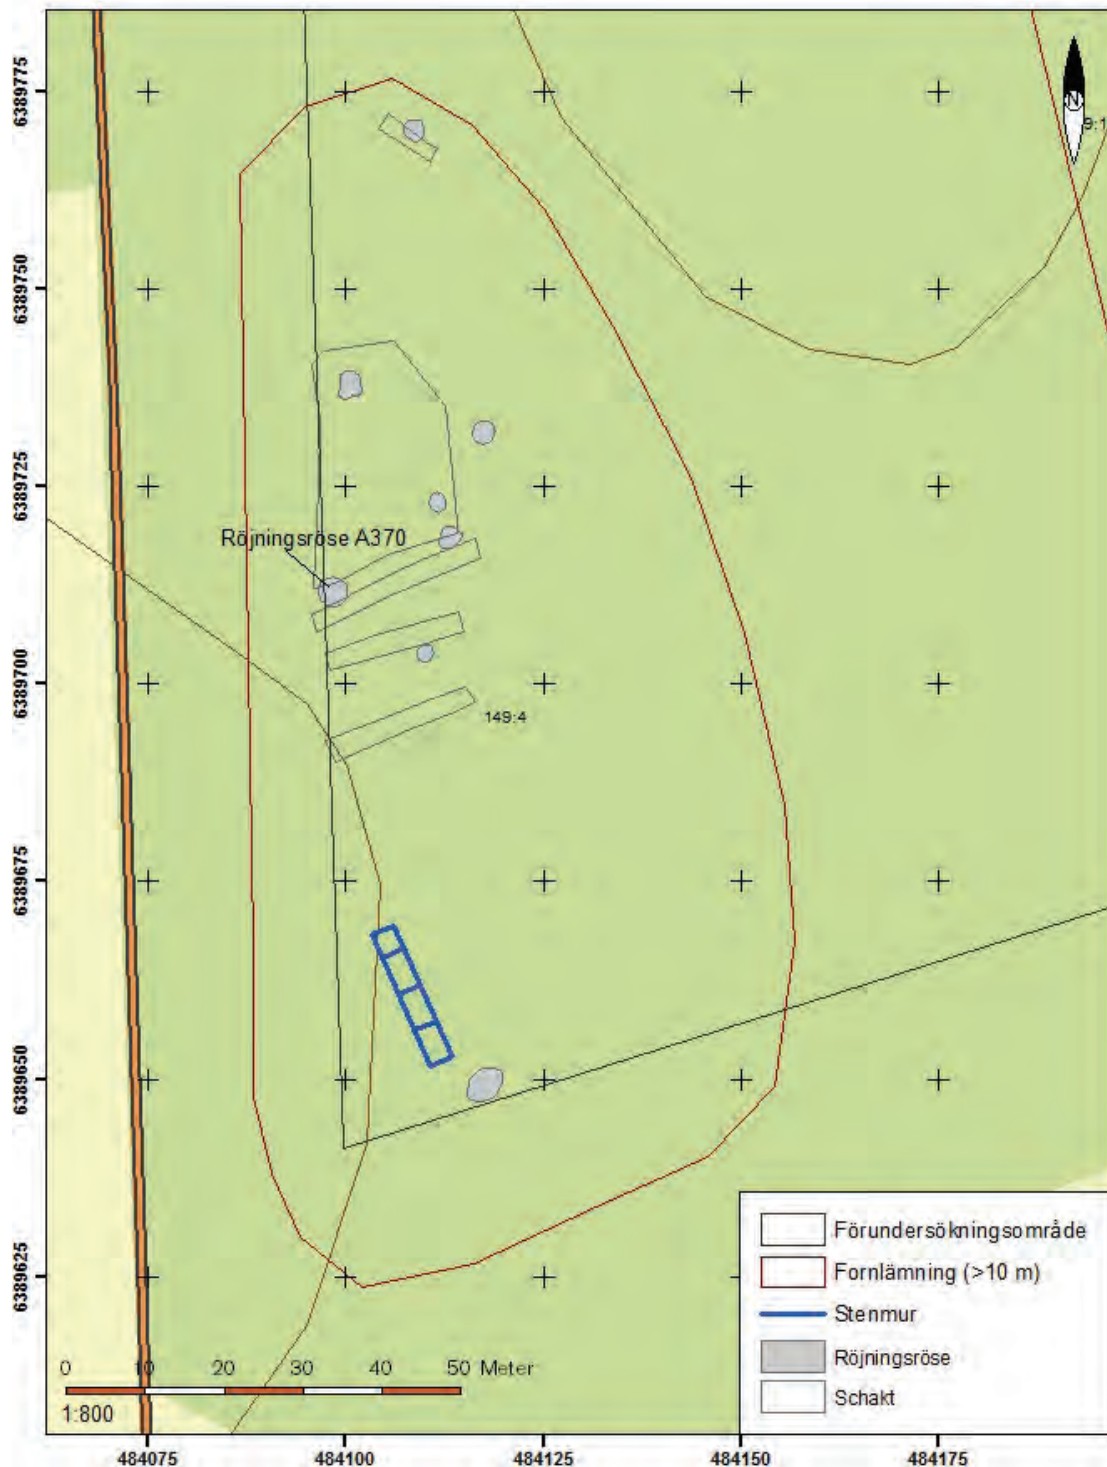 6389775
6389750
6389725
6389700
6389675
6389650
6389625
N
9:1
Röjningsröse A370
149:4
Förundersökningsområde
Fornlämning (>10 m)
Stenmur
Röjningsröse
Schakt
0 10 20 30 40 50 Meter
1:800
484075 484100 484125 484150 484175